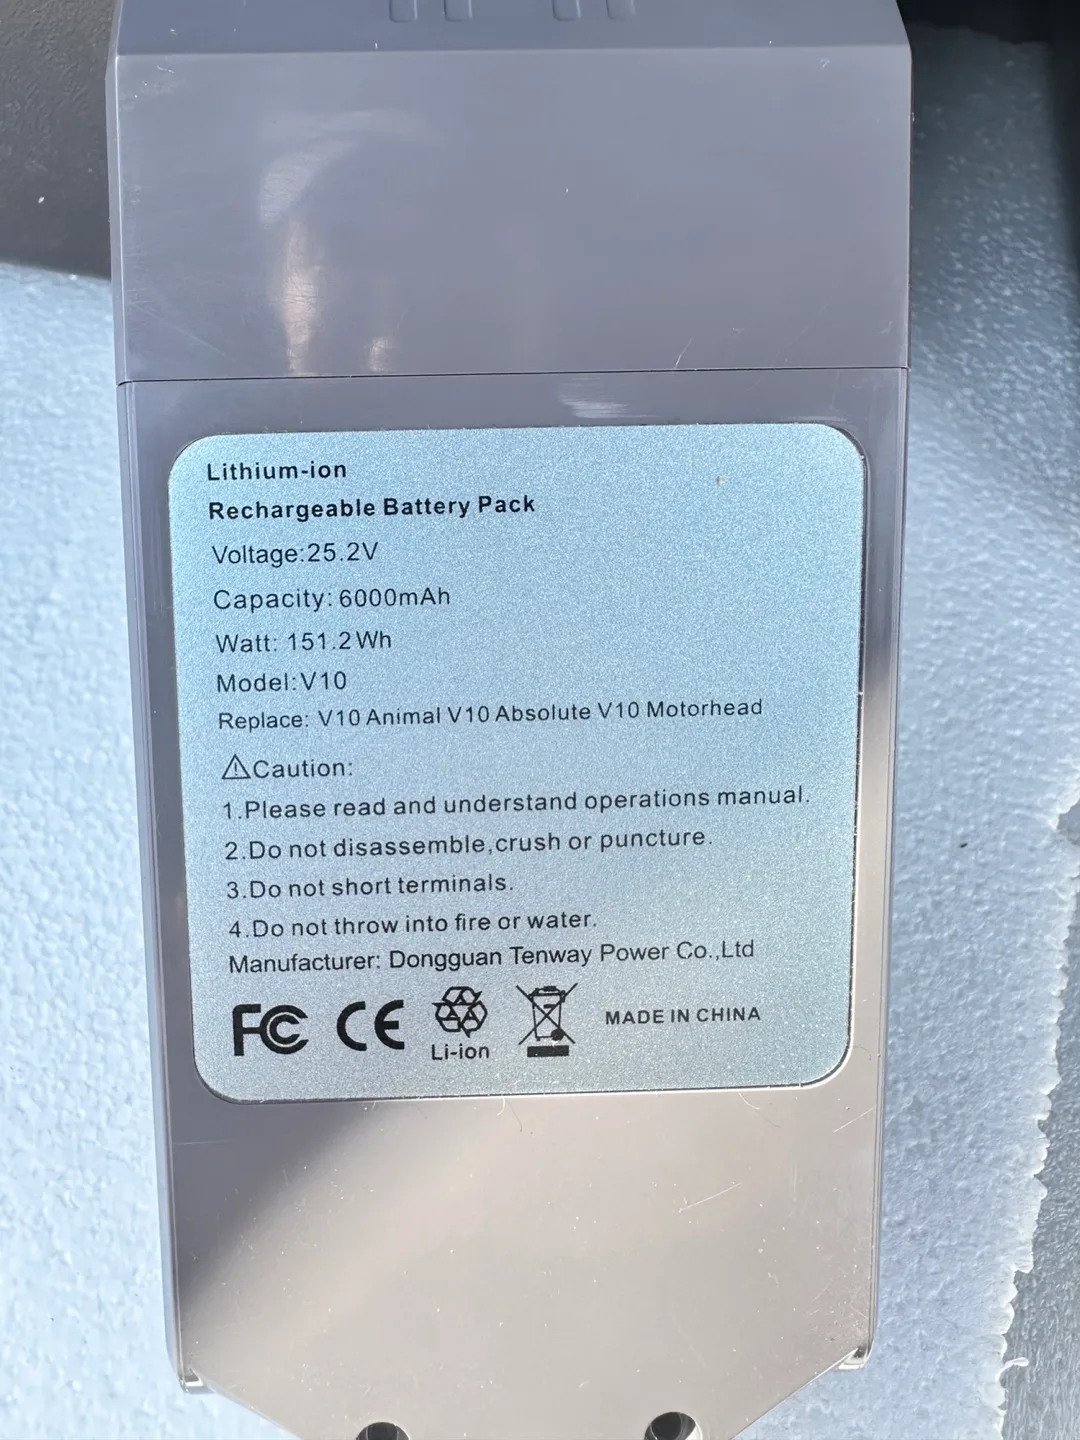 Lithium-ion
Rechargeable Battery Pack
Voltage:25.2V
Capacity: 6000mAh
Watt: 151.2Wh
Model:V10
Replace: V10 Animal V10 Absolute V10 Motorhead
⚠Caution:
1.Please read and understand operations manual.
2.Do not disassemble,crush or puncture.
3.Do not short terminals.
4.Do not throw into fire or water.
Manufacturer: Dongguan Tenway Power Co.,Ltd
FC CE Li-ion MADE IN CHINA